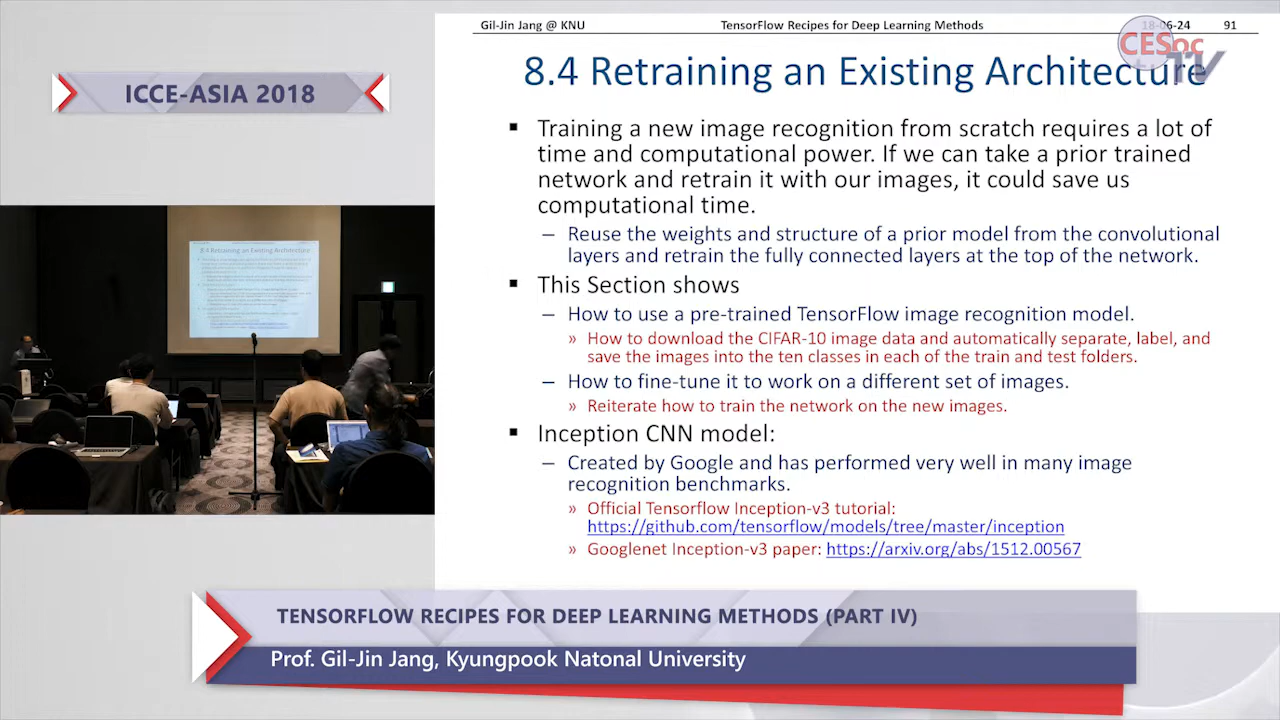 Gil-Jin Jang @ KNU
TensorFlow Recipes for Deep Learning Methods
18-06-24
91
CESoc
TV
ICCE-ASIA 2018
8.4 Retraining an Existing Architecture
▪ Training a new image recognition from scratch requires a lot of
time and computational power. If we can take a prior trained
network and retrain it with our images, it could save us
computational time.
– Reuse the weights and structure of a prior model from the convolutional
layers and retrain the fully connected layers at the top of the network.
▪ This Section shows
– How to use a pre-trained TensorFlow image recognition model.
» How to download the CIFAR-10 image data and automatically separate, label, and
save the images into the ten classes in each of the train and test folders.
– How to fine-tune it to work on a different set of images.
» Reiterate how to train the network on the new images.
▪ Inception CNN model:
– Created by Google and has performed very well in many image
recognition benchmarks.
» Official Tensorflow Inception-v3 tutorial:
https://github.com/tensorflow/models/tree/master/inception
» Googlenet Inception-v3 paper: https://arxiv.org/abs/1512.00567
8.4 Retraining an Existing Architecture
TENSORFLOW RECIPES FOR DEEP LEARNING METHODS (PART IV)
Prof. Gil-Jin Jang, Kyungpook Natonal University